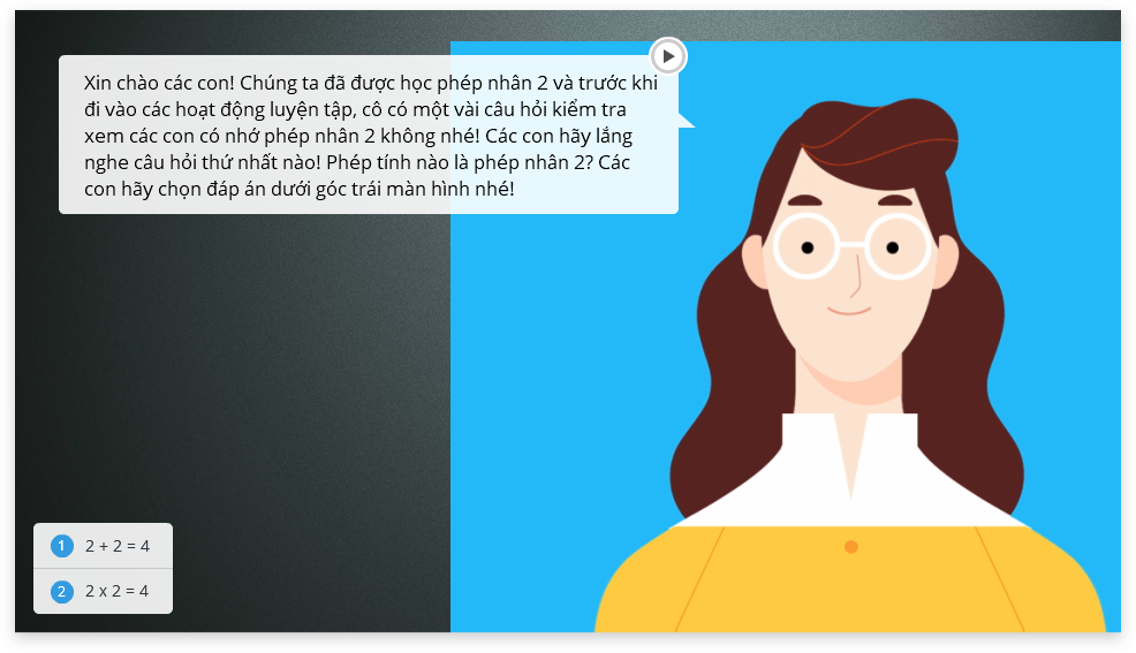 Xin chào các con! Chúng ta đã được học phép nhân 2 và trước khi
đi vào các hoạt động luyện tập, cô có một vài câu hỏi kiểm tra
xem các con có nhớ phép nhân 2 không nhé! Các con hãy lắng
nghe câu hỏi thứ nhất nào! Phép tính nào là phép nhân 2? Các
con hãy chọn đáp án dưới góc trái màn hình nhé!
1 2 + 2 = 4
2 2 x 2 = 4